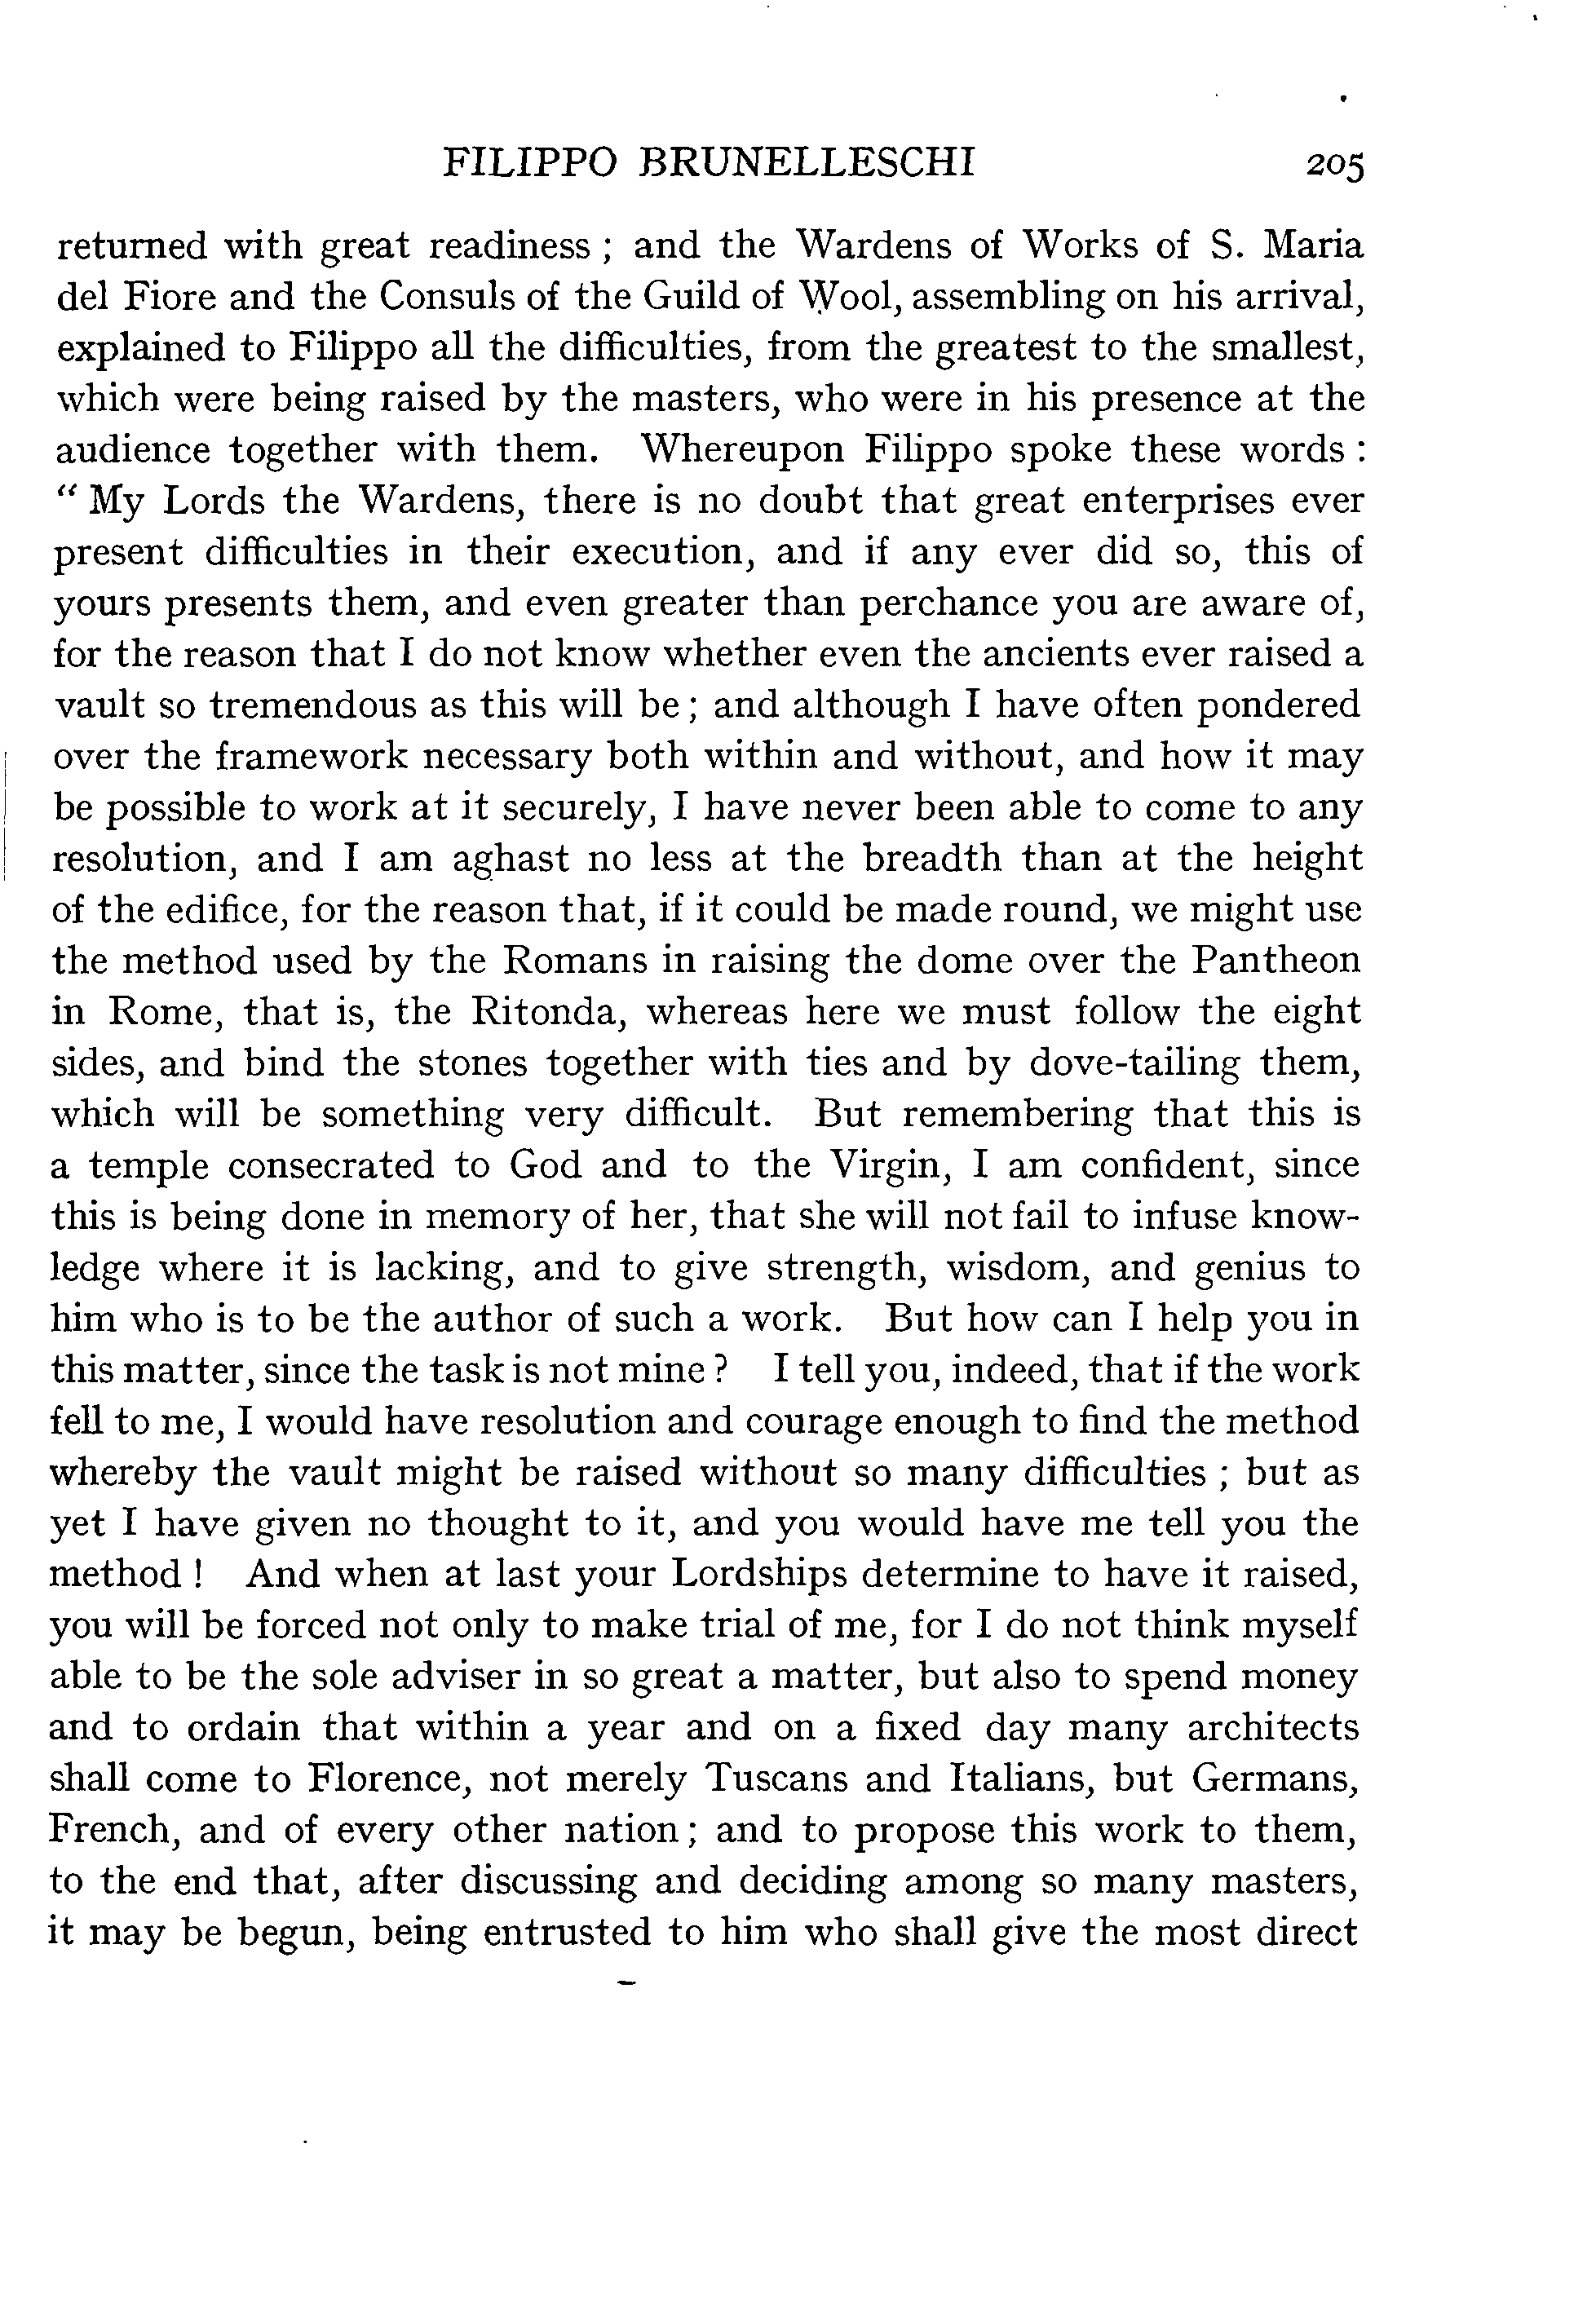 FILIPPO BRUNELLESCHI 205
returned with great readiness ; and the Wardens of Works of S. Maria
del Fiore and the Consuls of the Guild of Wool, assembling on his arrival,
explained to Filippo all the difficulties, from the greatest to the smallest,
which were being raised by the masters, who were in his presence at the
audience together with them. Whereupon Filippo spoke these words :
“ My Lords the Wardens, there is no doubt that great enterprises ever
present difficulties in their execution, and if any ever did so, this of
yours presents them, and even greater than perchance you are aware of,
for the reason that I do not know whether even the ancients ever raised a
vault so tremendous as this will be ; and although I have often pondered
over the framework necessary both within and without, and how it may
be possible to work at it securely, I have never been able to come to any
resolution, and I am aghast no less at the breadth than at the height
of the edifice, for the reason that, if it could be made round, we might use
the method used by the Romans in raising the dome over the Pantheon
in Rome, that is, the Ritonda, whereas here we must follow the eight
sides, and bind the stones together with ties and by dove-tailing them,
which will be something very difficult. But remembering that this is
a temple consecrated to God and to the Virgin, I am confident, since
this is being done in memory of her, that she will not fail to infuse know-
ledge where it is lacking, and to give strength, wisdom, and genius to
him who is to be the author of such a work. But how can I help you in
this matter, since the task is not mine ? I tell you, indeed, that if the work
fell to me, I would have resolution and courage enough to find the method
whereby the vault might be raised without so many difficulties ; but as
yet I have given no thought to it, and you would have me tell you the
method ! And when at last your Lordships determine to have it raised,
you will be forced not only to make trial of me, for I do not think myself
able to be the sole adviser in so great a matter, but also to spend money
and to ordain that within a year and on a fixed day many architects
shall come to Florence, not merely Tuscans and Italians, but Germans,
French, and of every other nation ; and to propose this work to them,
to the end that, after discussing and deciding among so many masters,
it may be begun, being entrusted to him who shall give the most direct